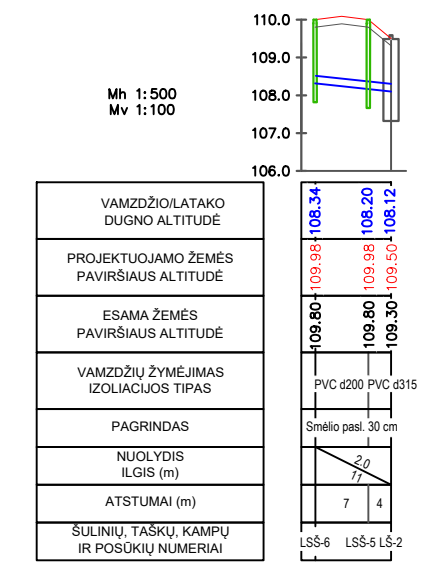 110.0
109.0
108.0
107.0
106.0
Mh 1:500
Mv 1:100
VAMZDŽIO/LATAKO
DUGNO ALTITUDĖ
108.34
108.20
108.12
PROJEKTUOJAMO ŽEMĖS
PAVIRŠIAUS ALTITUDĖ
109.98
109.98
109.50
ESAMA ŽEMĖS
PAVIRŠIAUS ALTITUDĖ
109.80
109.80
109.30
VAMZDŽIŲ ŽYMĖJIMAS
IZOLIACIJOS TIPAS
PVC d200 PVC d315
PAGRINDAS
Smėlio pasl. 30 cm
NUOLYDIS
ILGIS (m)
2.0
11
ATSTUMAI (m)
7 4
ŠULINIŲ, TAŠKŲ, KAMPŲ
IR POSŪKIŲ NUMERIAI
LSŠ-6 LSŠ-5 LŠ-2